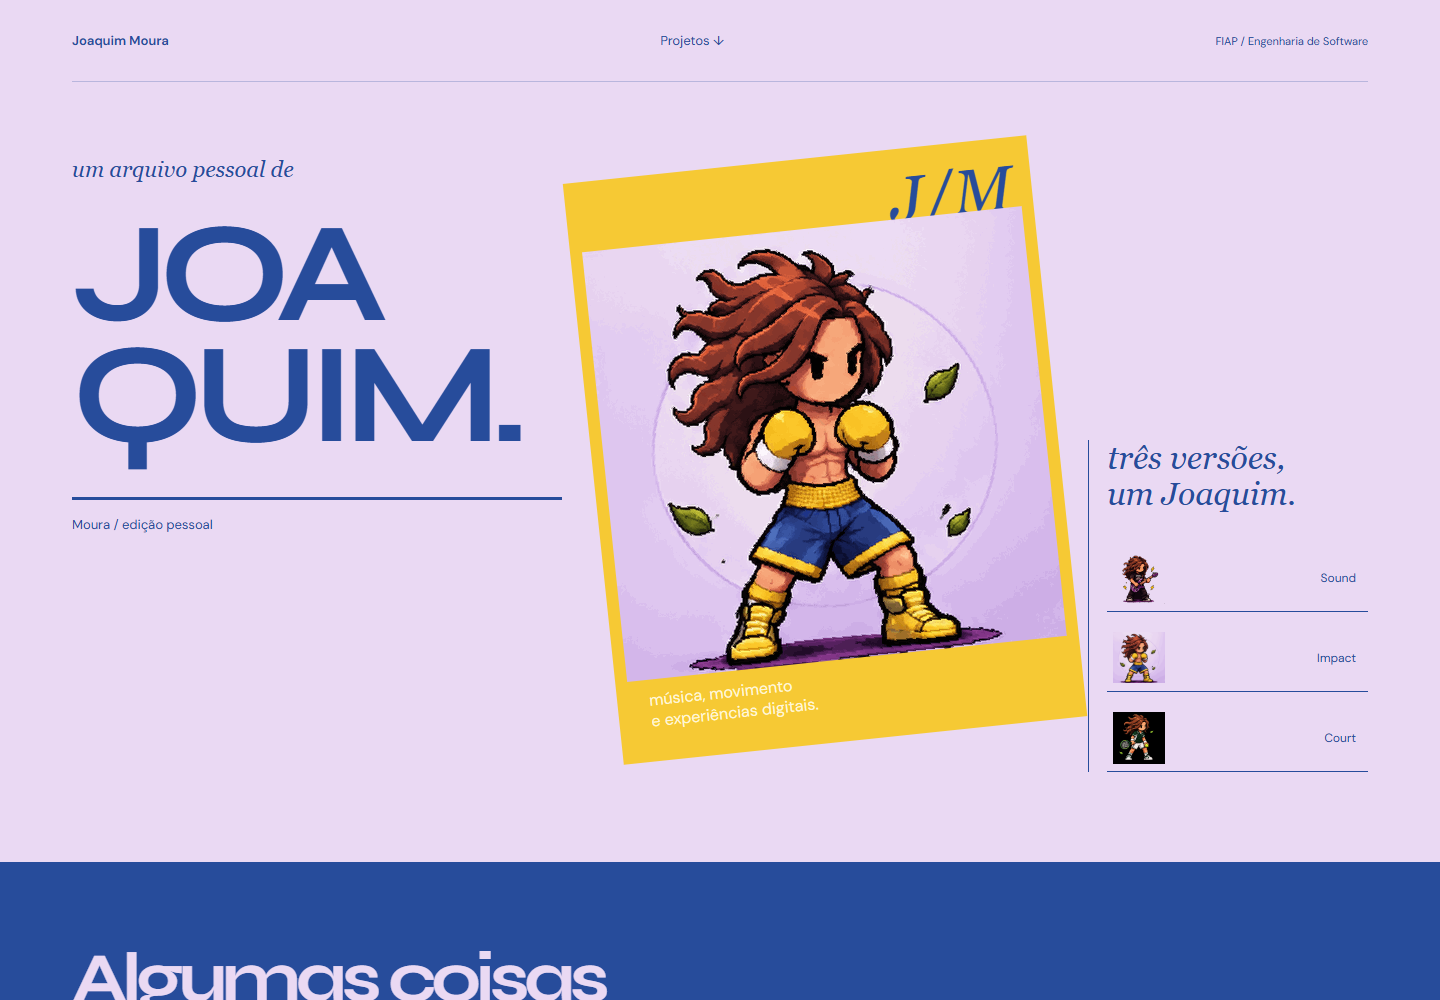 Joaquim Moura
Projetos ↓
FIAP / Engenharia de Software
um arquivo pessoal de
JOA
QUIM.
Moura / edição pessoal
J/M
música, movimento
e experiências digitais.
três versões,
um Joaquim.
Sound
Impact
Court
Algumas coisas